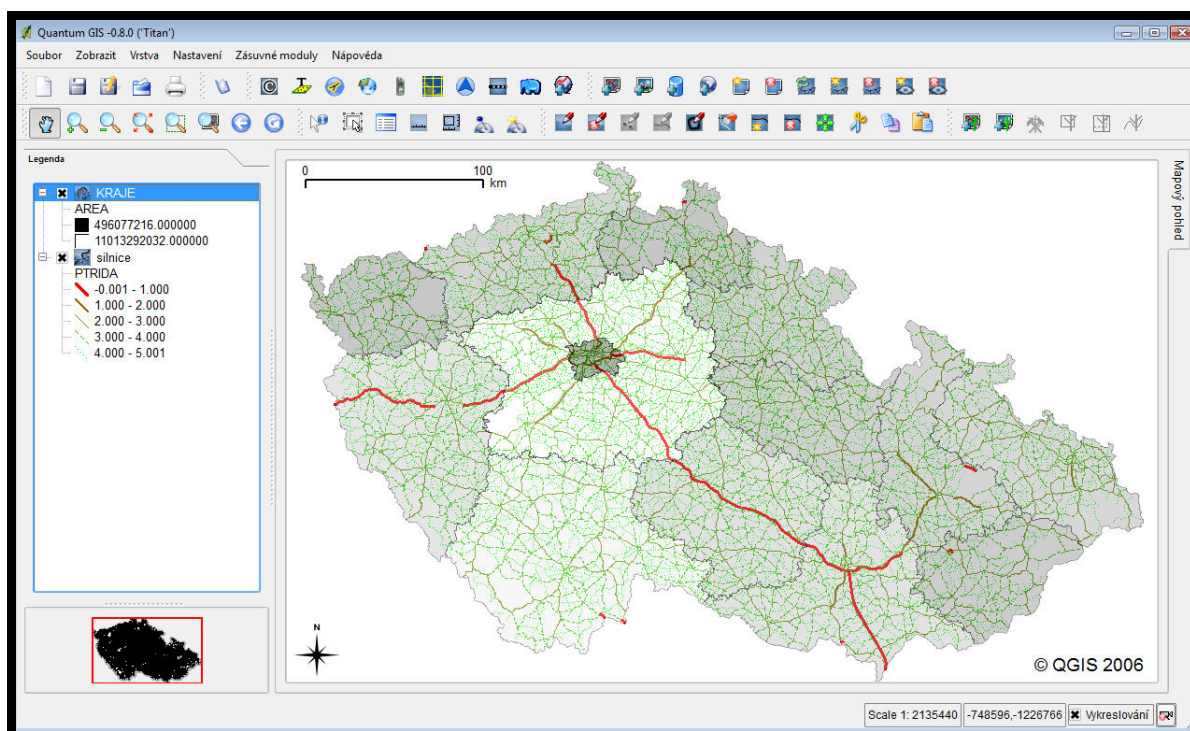 Quantum GIS -0.8.0 ('Titan')
Soubor Zobrazit Vrstva Nastavení Zásuvné moduly Nápověda
Legenda
KRAJE
AREA
496077216.000000
11013292032.000000
silnice
PTRIDA
-0.001 - 1.000
1.000 - 2.000
2.000 - 3.000
3.000 - 4.000
4.000 - 5.001
0 100
km
N
© QGIS 2006
Mapový pohled
Scale 1: 2135440 -748596,-1226766 Vykreslování